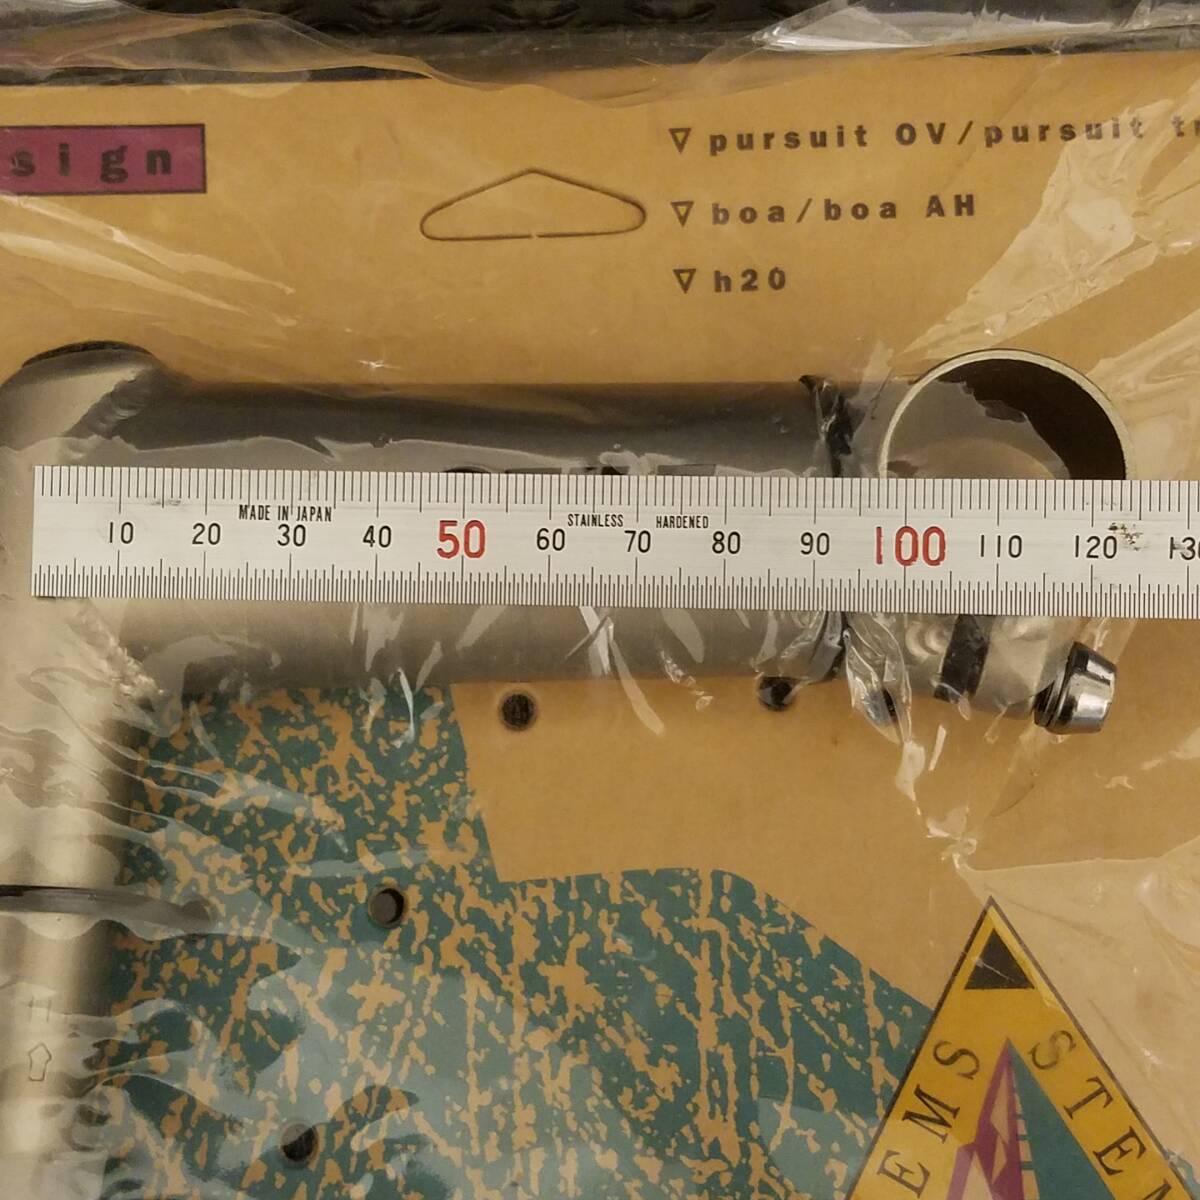 sign
▽ pursuit OV/pursuit
▽ boa/boa AH
▽ h20
MADE IN JAPAN
STAINLESS HARDENED
10 20 30 40 50 60 70 80 90 100 110 120 130
EMS STE